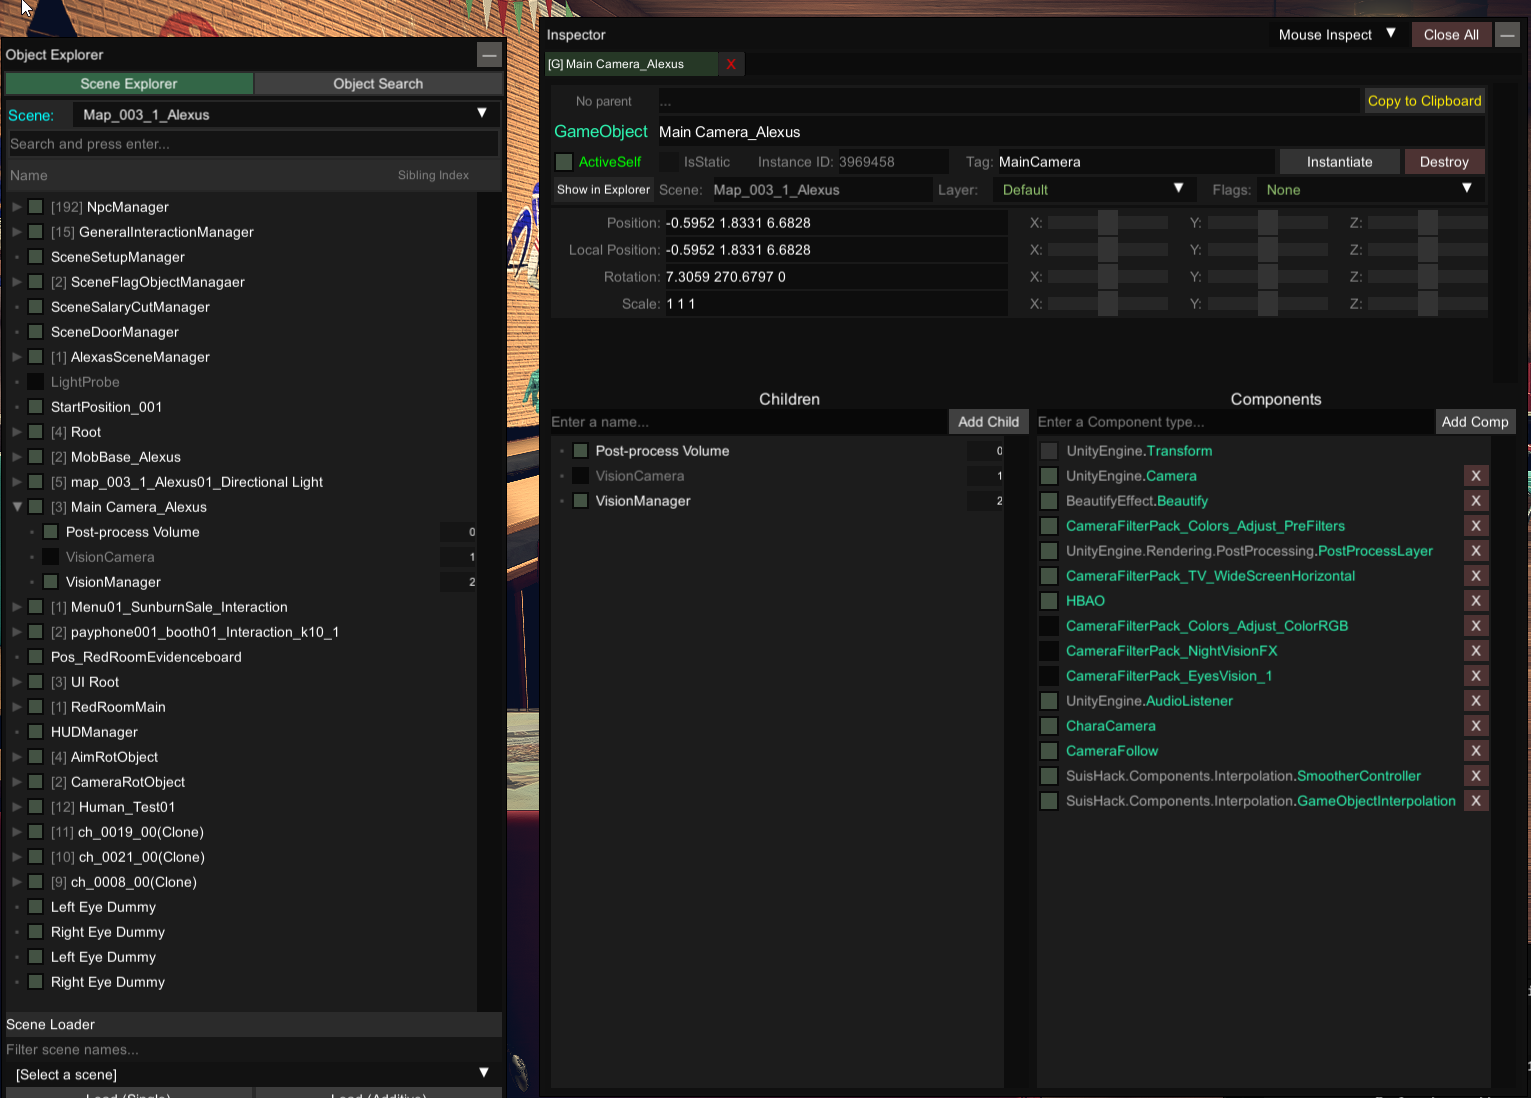 Object Explorer
Scene Explorer
Object Search
Scene:
Map_003_1_Alexus
Search and press enter...
Name
Sibling Index
[192] NpcManager
[15] GeneralInteractionManager
SceneSetupManager
[2] SceneFlagObjectManagaer
SceneSalaryCutManager
SceneDoorManager
[1] AlexasSceneManager
LightProbe
StartPosition_001
[4] Root
[2] MobBase_Alexus
[5] map_003_1_Alexus01_Directional Light
[3] Main Camera_Alexus
Post-process Volume 0
VisionCamera 1
VisionManager 2
[1] Menu01_SunburnSale_Interaction
[2] payphone001_booth01_Interaction_k10_1
Pos_RedRoomEvidenceboard
[3] UI Root
[1] RedRoomMain
HUDManager
[4] AimRotObject
[2] CameraRotObject
[12] Human_Test01
[11] ch_0019_00(Clone)
[10] ch_0021_00(Clone)
[9] ch_0008_00(Clone)
Left Eye Dummy
Right Eye Dummy
Left Eye Dummy
Right Eye Dummy
Scene Loader
Filter scene names...
[Select a scene]
Load (Single)
Load (Additive)
Inspector
Mouse Inspect ▼
Close All
[G] Main Camera_Alexus X
No parent ... Copy to Clipboard
GameObject Main Camera_Alexus
ActiveSelf IsStatic Instance ID: 3969458 Tag: MainCamera Instantiate Destroy
Show in Explorer Scene: Map_003_1_Alexus Layer: Default ▼ Flags: None ▼
Position: -0.5952 1.8331 6.6828 X: Y: Z:
Local Position: -0.5952 1.8331 6.6828 X: Y: Z:
Rotation: 7.3059 270.6797 0 X: Y: Z:
Scale: 1 1 1 X: Y: Z:
Children
Enter a name... Add Child
Post-process Volume 0
VisionCamera 1
VisionManager 2
Components
Enter a Component type... Add Comp
UnityEngine.Transform
UnityEngine.Camera X
BeautifyEffect.Beautify X
CameraFilterPack_Colors_Adjust_PreFilters X
UnityEngine.Rendering.PostProcessing.PostProcessLayer X
CameraFilterPack_TV_WideScreenHorizontal X
HBAO X
CameraFilterPack_Colors_Adjust_ColorRGB X
CameraFilterPack_NightVisionFX X
CameraFilterPack_EyesVision_1 X
UnityEngine.AudioListener X
CharaCamera X
CameraFollow X
SuisHack.Components.Interpolation.SmootherController X
SuisHack.Components.Interpolation.GameObjectInterpolation X